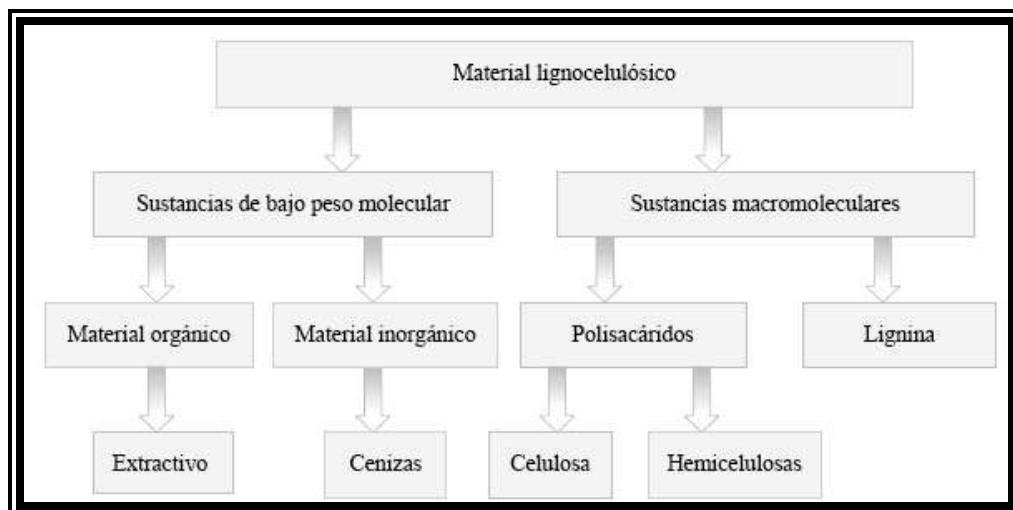 Material lignocelulósico
Sustancias de bajo peso molecular
Sustancias macromoleculares
Material orgánico
Material inorgánico
Polisacáridos
Lignina
Extractivo
Cenizas
Celulosa
Hemicelulosas